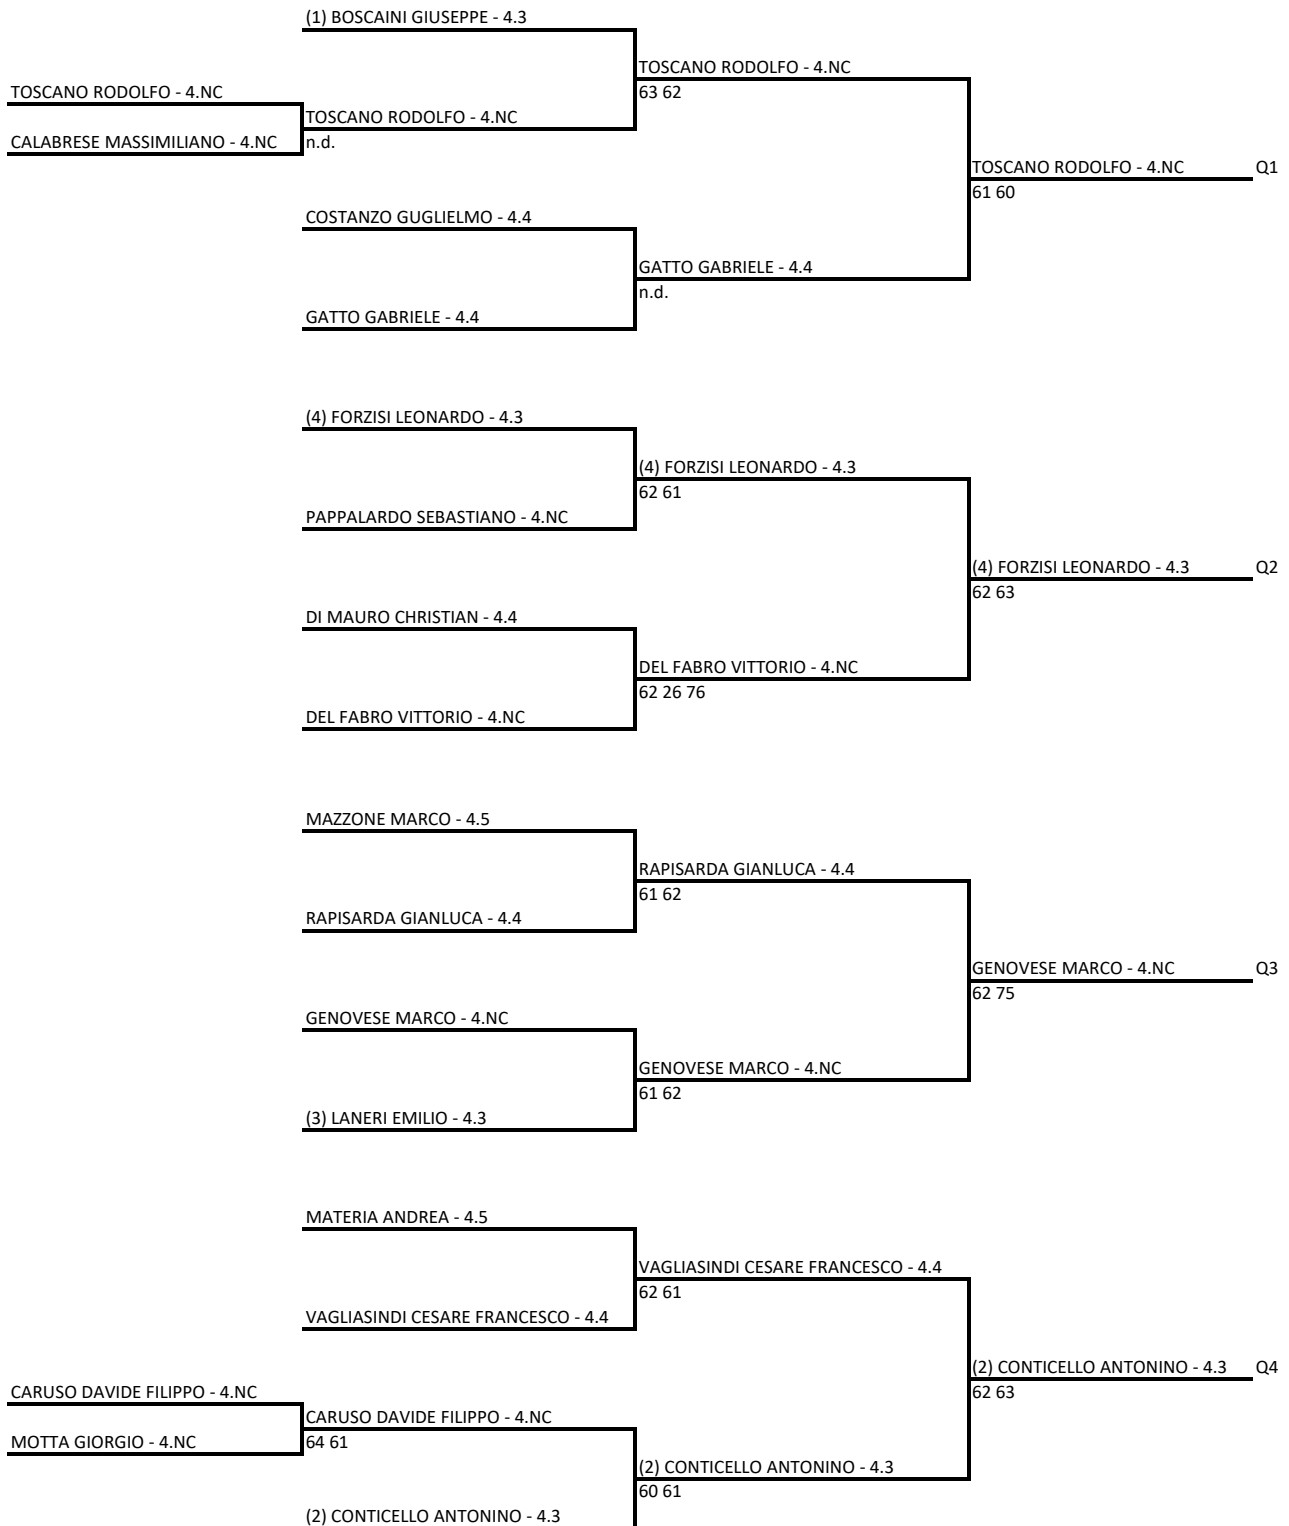 (1) BOSCAINI GIUSEPPE - 4.3
TOSCANO RODOLFO - 4.NC
63 62
TOSCANO RODOLFO - 4.NC
TOSCANO RODOLFO - 4.NC
n.d.
CALABRESE MASSIMILIANO - 4.NC
TOSCANO RODOLFO - 4.NC
Q1
61 60
COSTANZO GUGLIELMO - 4.4
GATTO GABRIELE - 4.4
n.d.
GATTO GABRIELE - 4.4
(4) FORZISI LEONARDO - 4.3
(4) FORZISI LEONARDO - 4.3
62 61
PAPPALARDO SEBASTIANO - 4.NC
(4) FORZISI LEONARDO - 4.3
Q2
62 63
DI MAURO CHRISTIAN - 4.4
DEL FABRO VITTORIO - 4.NC
62 26 76
DEL FABRO VITTORIO - 4.NC
MAZZONE MARCO - 4.5
RAPISARDA GIANLUCA - 4.4
61 62
RAPISARDA GIANLUCA - 4.4
GENOVESE MARCO - 4.NC
Q3
62 75
GENOVESE MARCO - 4.NC
GENOVESE MARCO - 4.NC
61 62
(3) LANERI EMILIO - 4.3
MATERIA ANDREA - 4.5
VAGLIASINDI CESARE FRANCESCO - 4.4
62 61
VAGLIASINDI CESARE FRANCESCO - 4.4
(2) CONTICELLO ANTONINO - 4.3
Q4
62 63
CARUSO DAVIDE FILIPPO - 4.NC
CARUSO DAVIDE FILIPPO - 4.NC
64 61
MOTTA GIORGIO - 4.NC
(2) CONTICELLO ANTONINO - 4.3
60 61
(2) CONTICELLO ANTONINO - 4.3